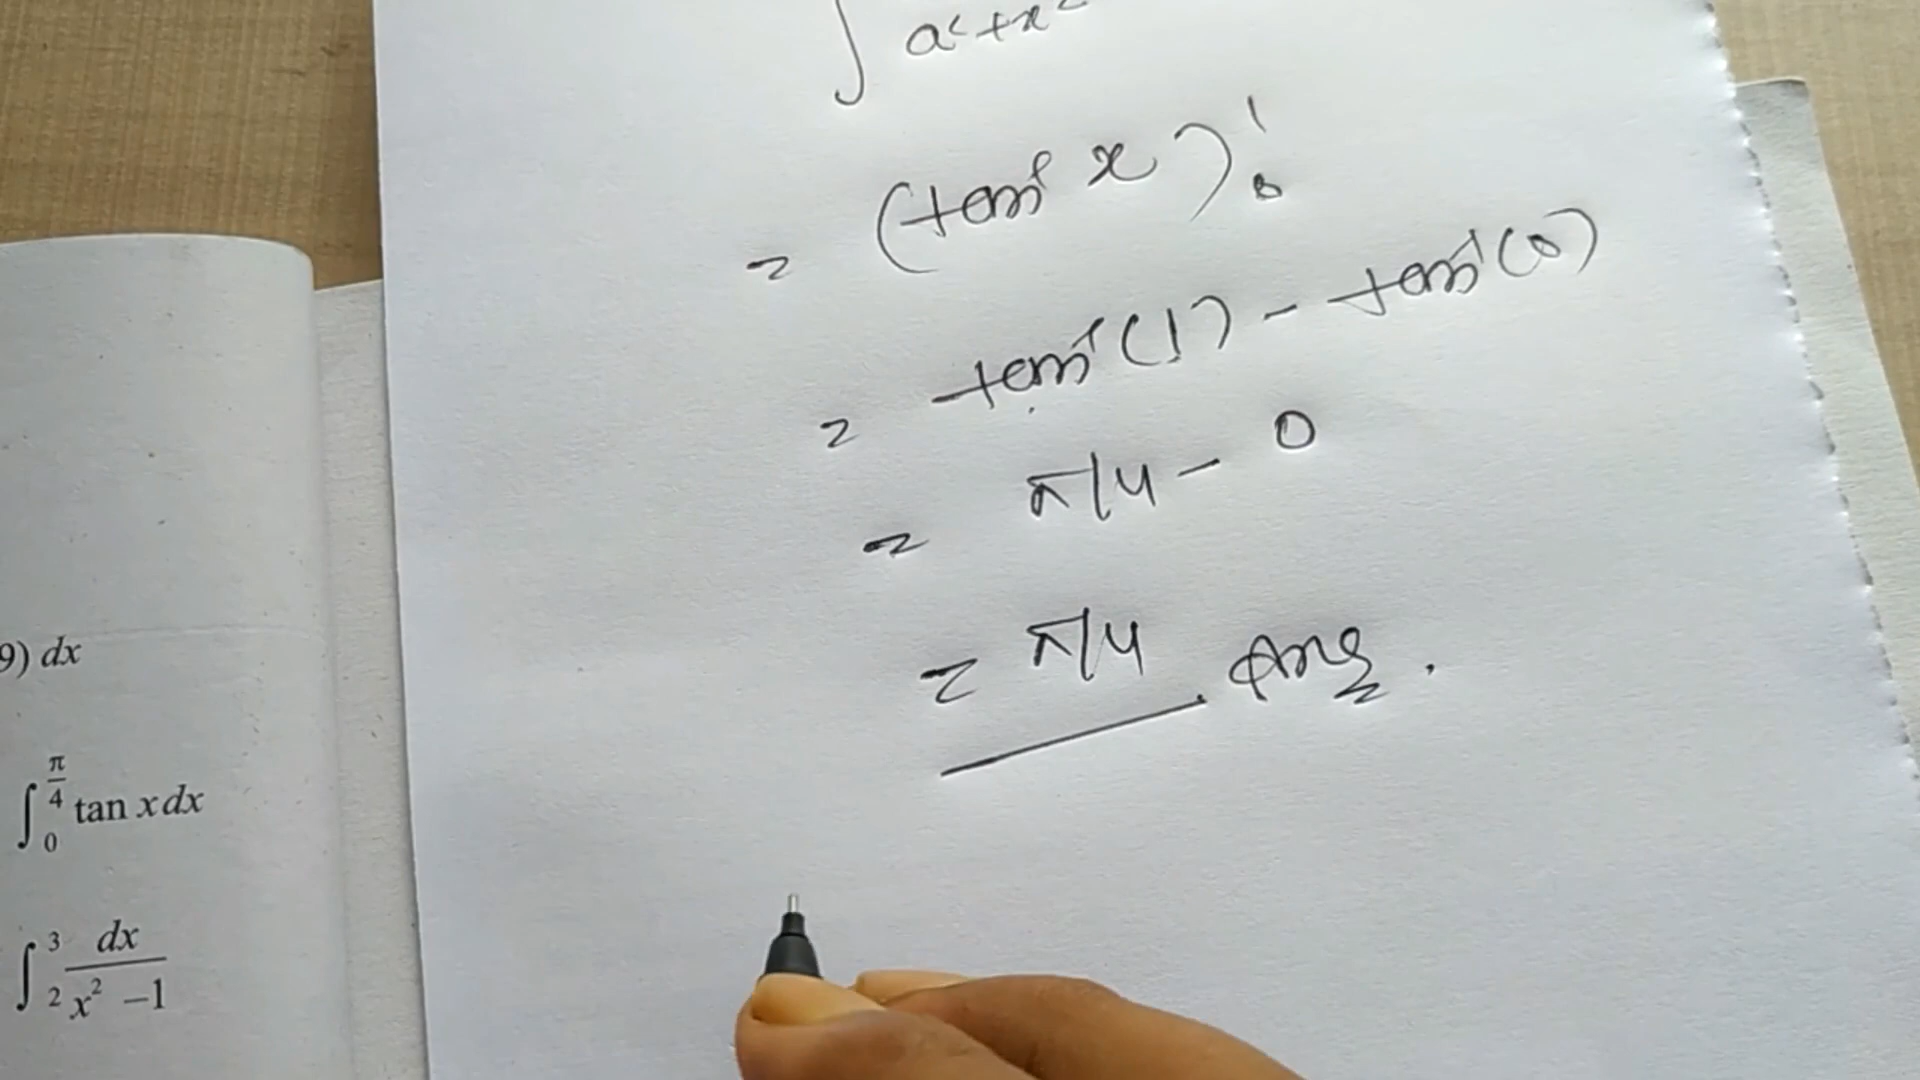 ∫ a²+x²
= (tan⁻¹ x)₀¹
= tan⁻¹(1) - tan⁻¹(0)
= π/4 - 0
= π/4 Ans.
9) dx
∫₀^(π/4) tan x dx
∫₂³ dx/(x² −1)